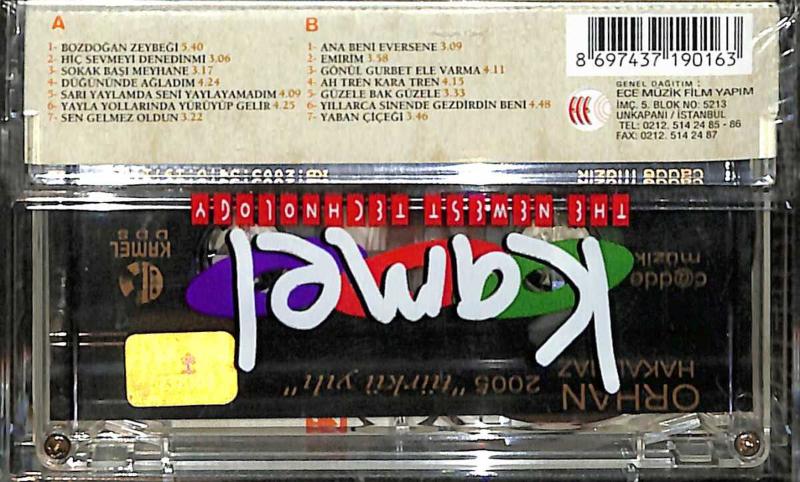 A
1- BOZDOĞAN ZEYBEĞİ 5.40
2- HİÇ SEVMEYİ DENEDİNMİ 3.06
3- SOKAK BAŞI MEYHANE 3.17
4- DÜĞÜNÜNDE AĞLADIM 4.24
5- SARI YAYLAMDA SENİ YAYLAYAMADIM 4.09
6- YAYLA YOLLARINDA YÜRÜYÜP GELİR 4.25
7- SEN GELMEZ OLDUN 3.22
B
1- ANA BENİ EVERSENE 3.09
2- EMİRİM 3.58
3- GÖNÜL GURBET ELE VARMA 4.11
4- AH TREN KARA TREN 4.15
5- GÜZELE BAK GÜZELE 3.33
6- YILLARCA SİNENDE GEZDİRDİN BENİ 4.48
7- YABAN ÇİÇEĞİ 3.46
8 697437 190163
GENEL DAĞITIM :
ECE MÜZİK FİLM YAPIM
İMÇ. 5. BLOK NO: 5213
UNKAPANI / İSTANBUL
TEL: 0212. 514 24 85 - 86
FAX: 0212. 514 24 87
ECE
ORHAN
HAKALMAZ
2005 "türkü yılı"
kamel
c@dde
müzik
KAMEL
DDS
THE NEWEST TECHNOLOGY